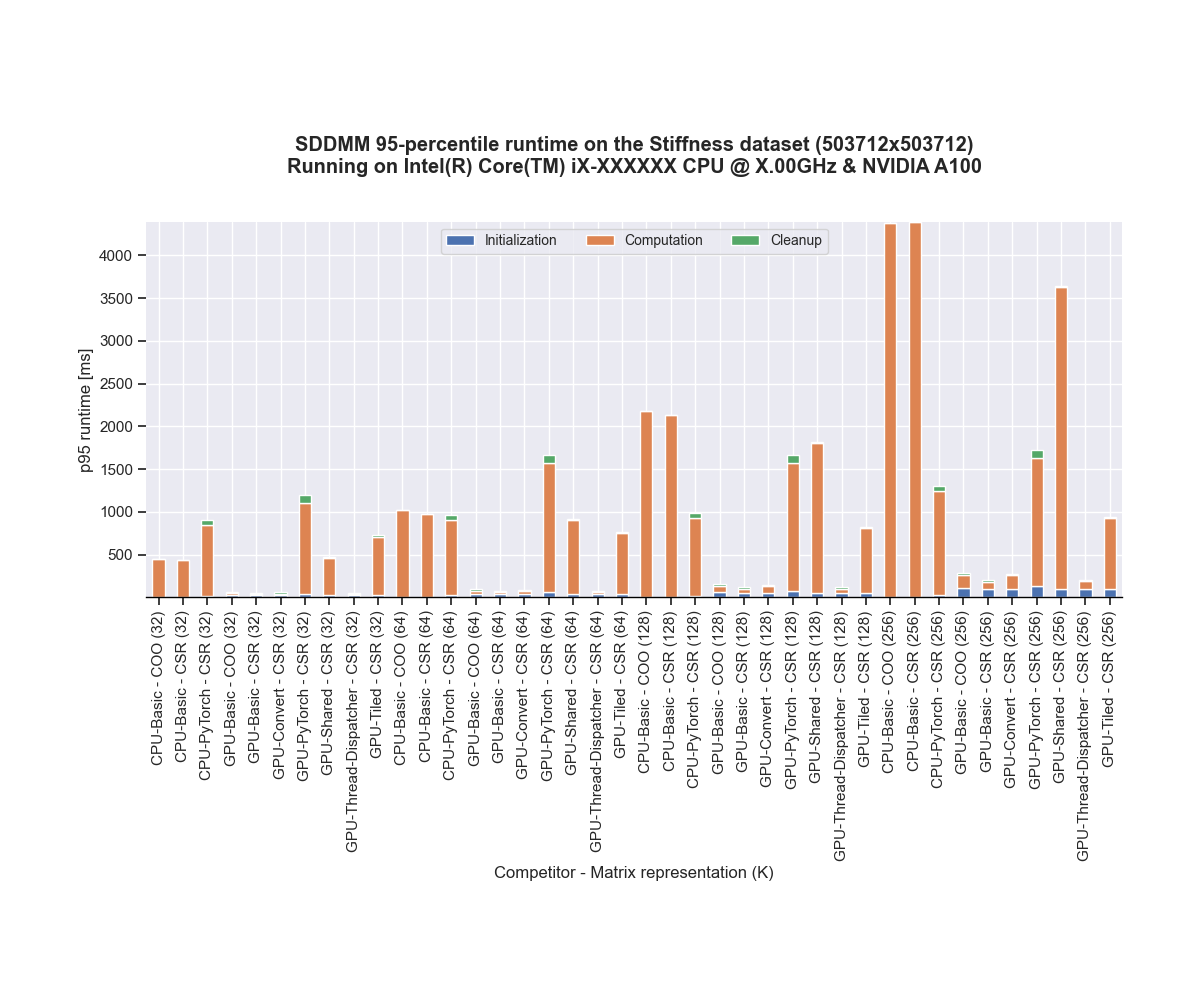 SDDMM 95-percentile runtime on the Stiffness dataset (503712x503712)
Running on Intel(R) Core(TM) iX-XXXXXX CPU @ X.00GHz & NVIDIA A100
Initialization
Computation
Cleanup
p95 runtime [ms]
4000
3500
3000
2500
2000
1500
1000
500
CPU-Basic - COO (32)
CPU-Basic - CSR (32)
CPU-PyTorch - CSR (32)
GPU-Basic - COO (32)
GPU-Basic - CSR (32)
GPU-Convert - CSR (32)
GPU-PyTorch - CSR (32)
GPU-Shared - CSR (32)
GPU-Thread-Dispatcher - CSR (32)
GPU-Tiled - CSR (32)
CPU-Basic - COO (64)
CPU-Basic - CSR (64)
CPU-PyTorch - CSR (64)
GPU-Basic - COO (64)
GPU-Basic - CSR (64)
GPU-Convert - CSR (64)
GPU-PyTorch - CSR (64)
GPU-Shared - CSR (64)
GPU-Thread-Dispatcher - CSR (64)
GPU-Tiled - CSR (64)
CPU-Basic - COO (128)
CPU-Basic - CSR (128)
CPU-PyTorch - CSR (128)
GPU-Basic - COO (128)
GPU-Basic - CSR (128)
GPU-Convert - CSR (128)
GPU-PyTorch - CSR (128)
GPU-Shared - CSR (128)
GPU-Thread-Dispatcher - CSR (128)
GPU-Tiled - CSR (128)
CPU-Basic - COO (256)
CPU-Basic - CSR (256)
CPU-PyTorch - CSR (256)
GPU-Basic - COO (256)
GPU-Basic - CSR (256)
GPU-Convert - CSR (256)
GPU-PyTorch - CSR (256)
GPU-Shared - CSR (256)
GPU-Thread-Dispatcher - CSR (256)
GPU-Tiled - CSR (256)
Competitor - Matrix representation (K)